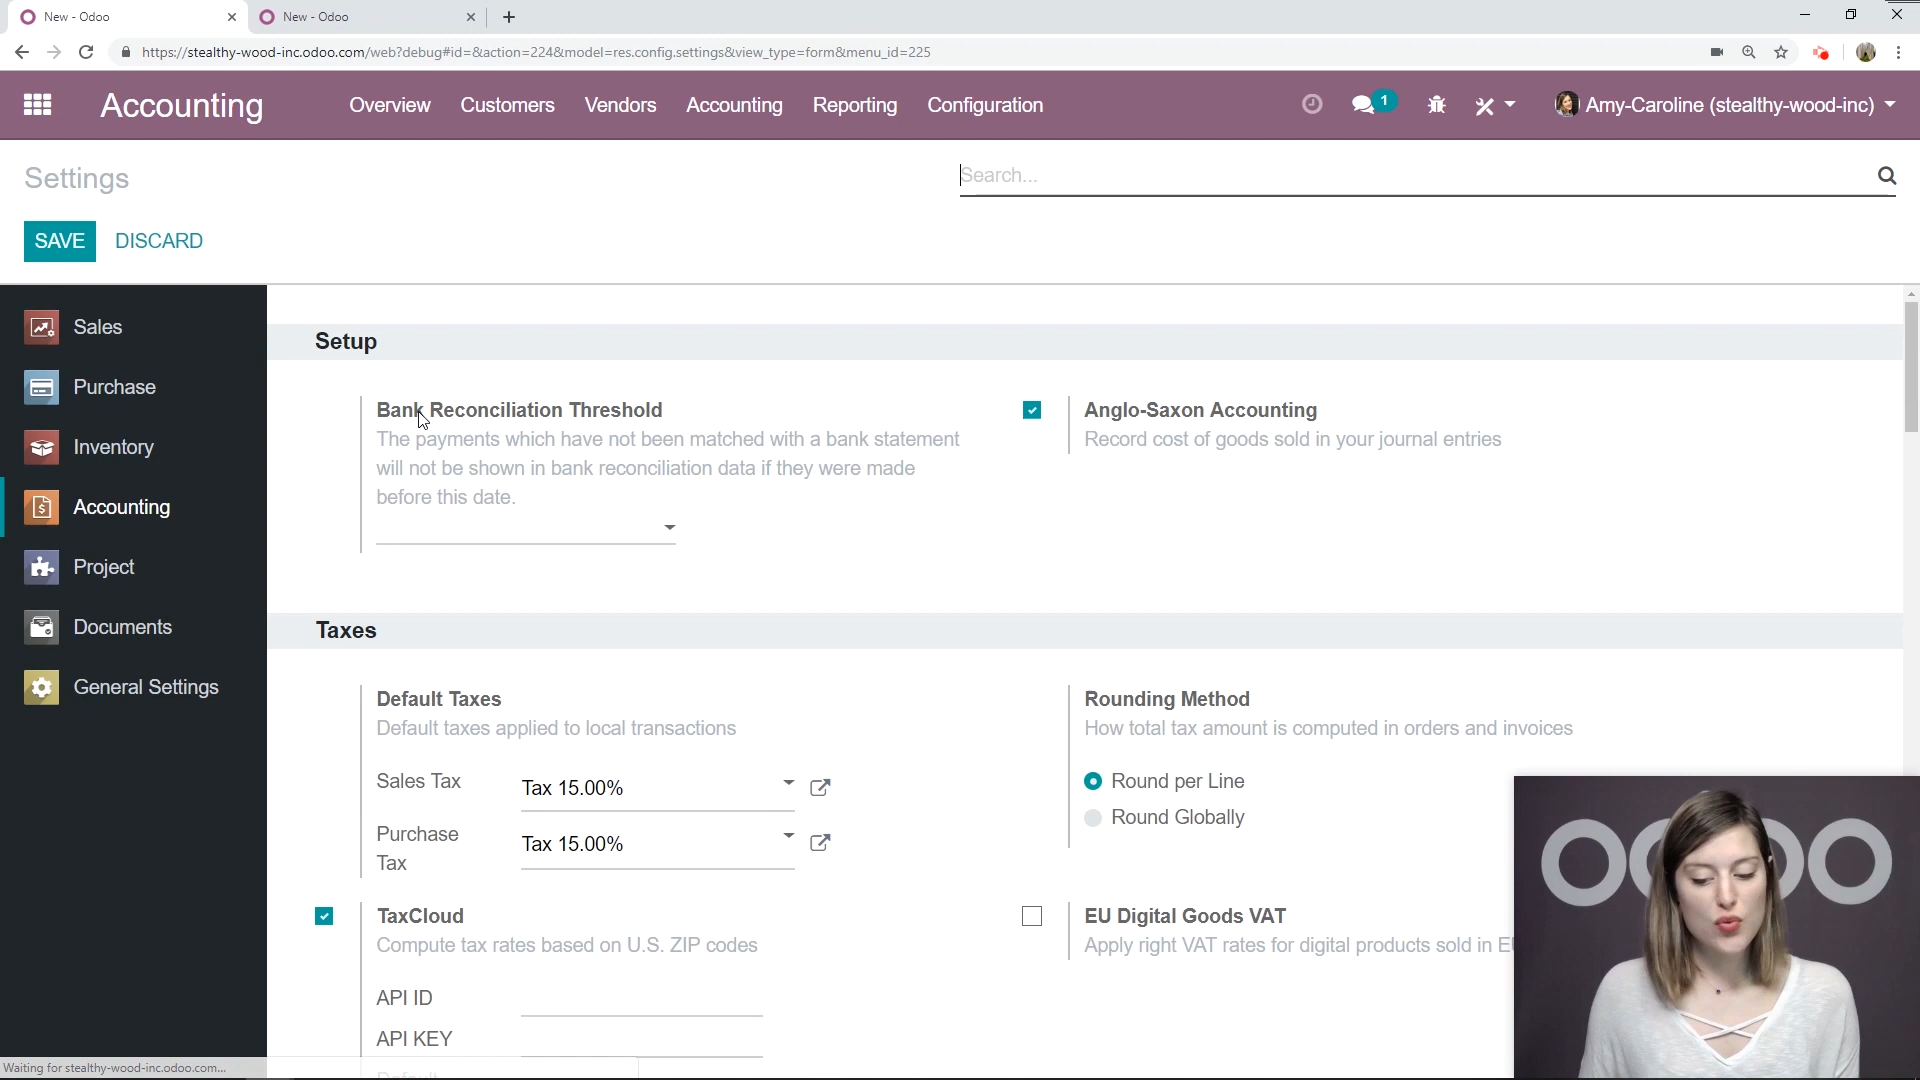 New - Odoo
New - Odoo
https://stealthy-wood-inc.odoo.com/web?debug#id=&action=224&model=res.config.settings&view_type=form&menu_id=225
Accounting
Overview
Customers
Vendors
Accounting
Reporting
Configuration
1
Amy-Caroline (stealthy-wood-inc)
Settings
Search...
SAVE
DISCARD
Sales
Purchase
Inventory
Accounting
Project
Documents
General Settings
Setup
Bank Reconciliation Threshold
The payments which have not been matched with a bank statement
will not be shown in bank reconciliation data if they were made
before this date.
Anglo-Saxon Accounting
Record cost of goods sold in your journal entries
Taxes
Default Taxes
Default taxes applied to local transactions
Sales Tax
Tax 15.00%
Purchase
Tax
Tax 15.00%
Rounding Method
How total tax amount is computed in orders and invoices
Round per Line
Round Globally
TaxCloud
Compute tax rates based on U.S. ZIP codes
API ID
API KEY
Default
EU Digital Goods VAT
Apply right VAT rates for digital products sold in
odoo
Waiting for stealthy-wood-inc.odoo.com...